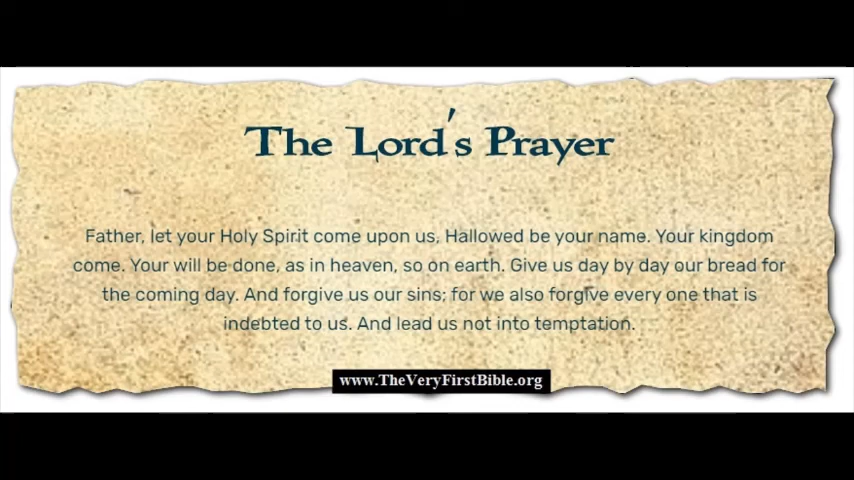 The Lord's Prayer
Father, let your Holy Spirit come upon us, Hallowed be your name. Your kingdom
come. Your will be done, as in heaven, so on earth. Give us day by day our bread for
the coming day. And forgive us our sins; for we also forgive every one that is
indebted to us. And lead us not into temptation.
www.TheVeryFirstBible.org